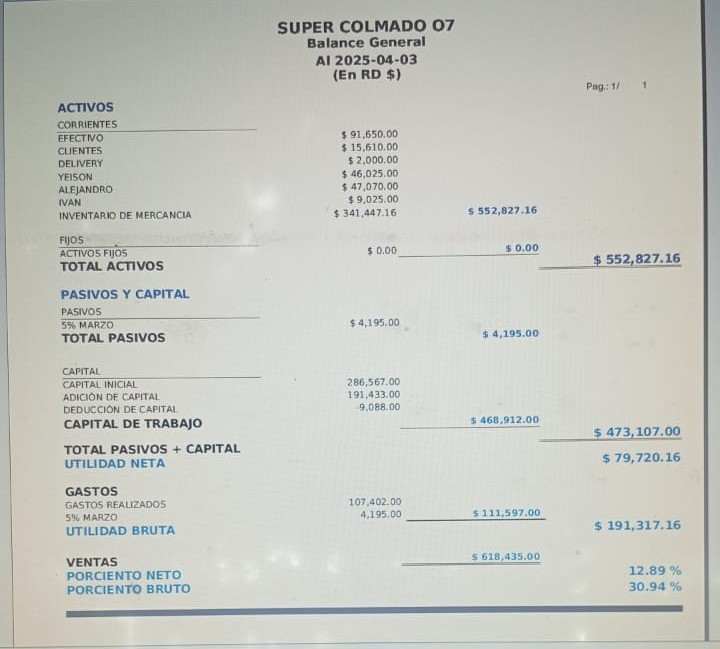 SUPER COLMADO O7
Balance General
Al 2025-04-03
(En RD $)
Pag.: 1/ 1
ACTIVOS
CORRIENTES
EFECTIVO $ 91,650.00
CLIENTES $ 15,610.00
DELIVERY $ 2,000.00
YEISON $ 46,025.00
ALEJANDRO $ 47,070.00
IVAN $ 9,025.00
INVENTARIO DE MERCANCIA $ 341,447.16 $ 552,827.16
FIJOS
ACTIVOS FIJOS $ 0.00 $ 0.00
TOTAL ACTIVOS $ 552,827.16
PASIVOS Y CAPITAL
PASIVOS
5% MARZO $ 4,195.00
TOTAL PASIVOS $ 4,195.00
CAPITAL
CAPITAL INICIAL 286,567.00
ADICIÓN DE CAPITAL 191,433.00
DEDUCCIÓN DE CAPITAL -9,088.00
CAPITAL DE TRABAJO $ 468,912.00
$ 473,107.00
TOTAL PASIVOS + CAPITAL
UTILIDAD NETA $ 79,720.16
GASTOS
GASTOS REALIZADOS 107,402.00
5% MARZO 4,195.00 $ 111,597.00
UTILIDAD BRUTA $ 191,317.16
VENTAS $ 618,435.00
PORCIENTO NETO 12.89 %
PORCIENTO BRUTO 30.94 %